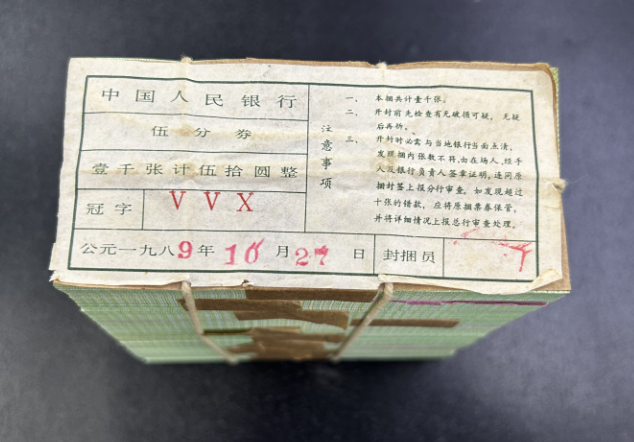 中国人民银行
伍分券
壹千张计伍拾圆整
冠字 V V X
公元一九八9年10月27日 封捆员
注意事项
一、本捆共计壹千张。
二、开封前先检查有无破损可疑，无疑
后再拆。
三、开封时必需与当地银行当面点清，
发现捆内张数不符，由在场人、经手
人及银行负责人签章证明，连同原
捆封签上报分行审查。如发现超过
十张的错款，应将原捆票券保管，
并将详细情况上报总行审查处理。